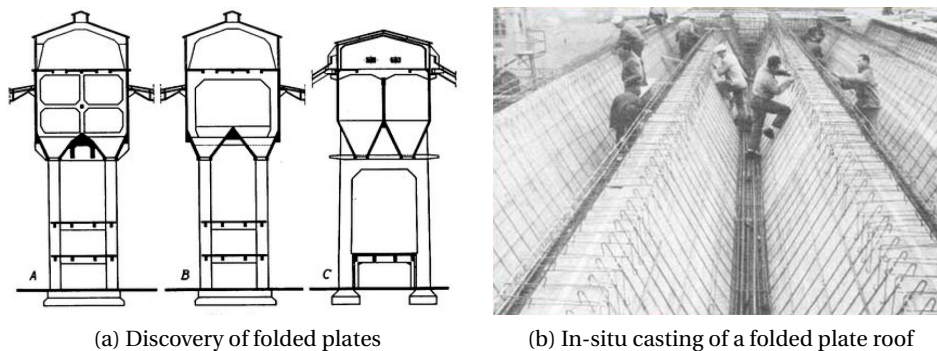 A
B
C
(a) Discovery of folded plates
(b) In-situ casting of a folded plate roof